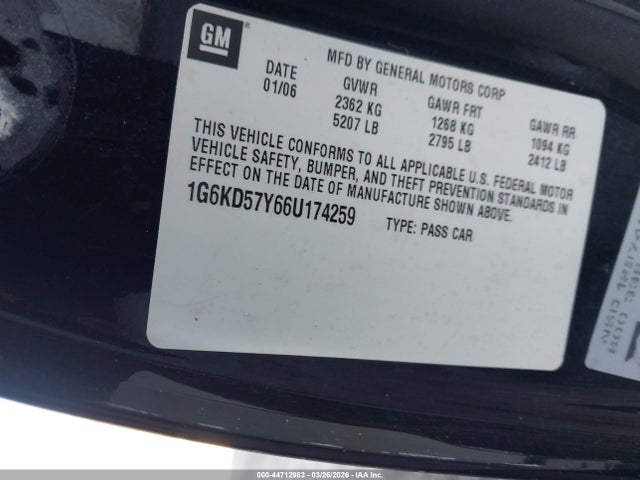 GM
MFD BY GENERAL MOTORS CORP
DATE GVWR GAWR FRT GAWR RR
01/06 2362 KG 1268 KG 1094 KG
5207 LB 2795 LB 2412 LB
THIS VEHICLE CONFORMS TO ALL APPLICABLE U.S. FEDERAL MOTOR
VEHICLE SAFETY, BUMPER, AND THEFT PREVENTION STANDARDS IN
EFFECT ON THE DATE OF MANUFACTURE SHOWN ABOVE.
1G6KD57Y66U174259 TYPE: PASS CAR
000-44712983 | 03/26/2026 - IAA Inc.